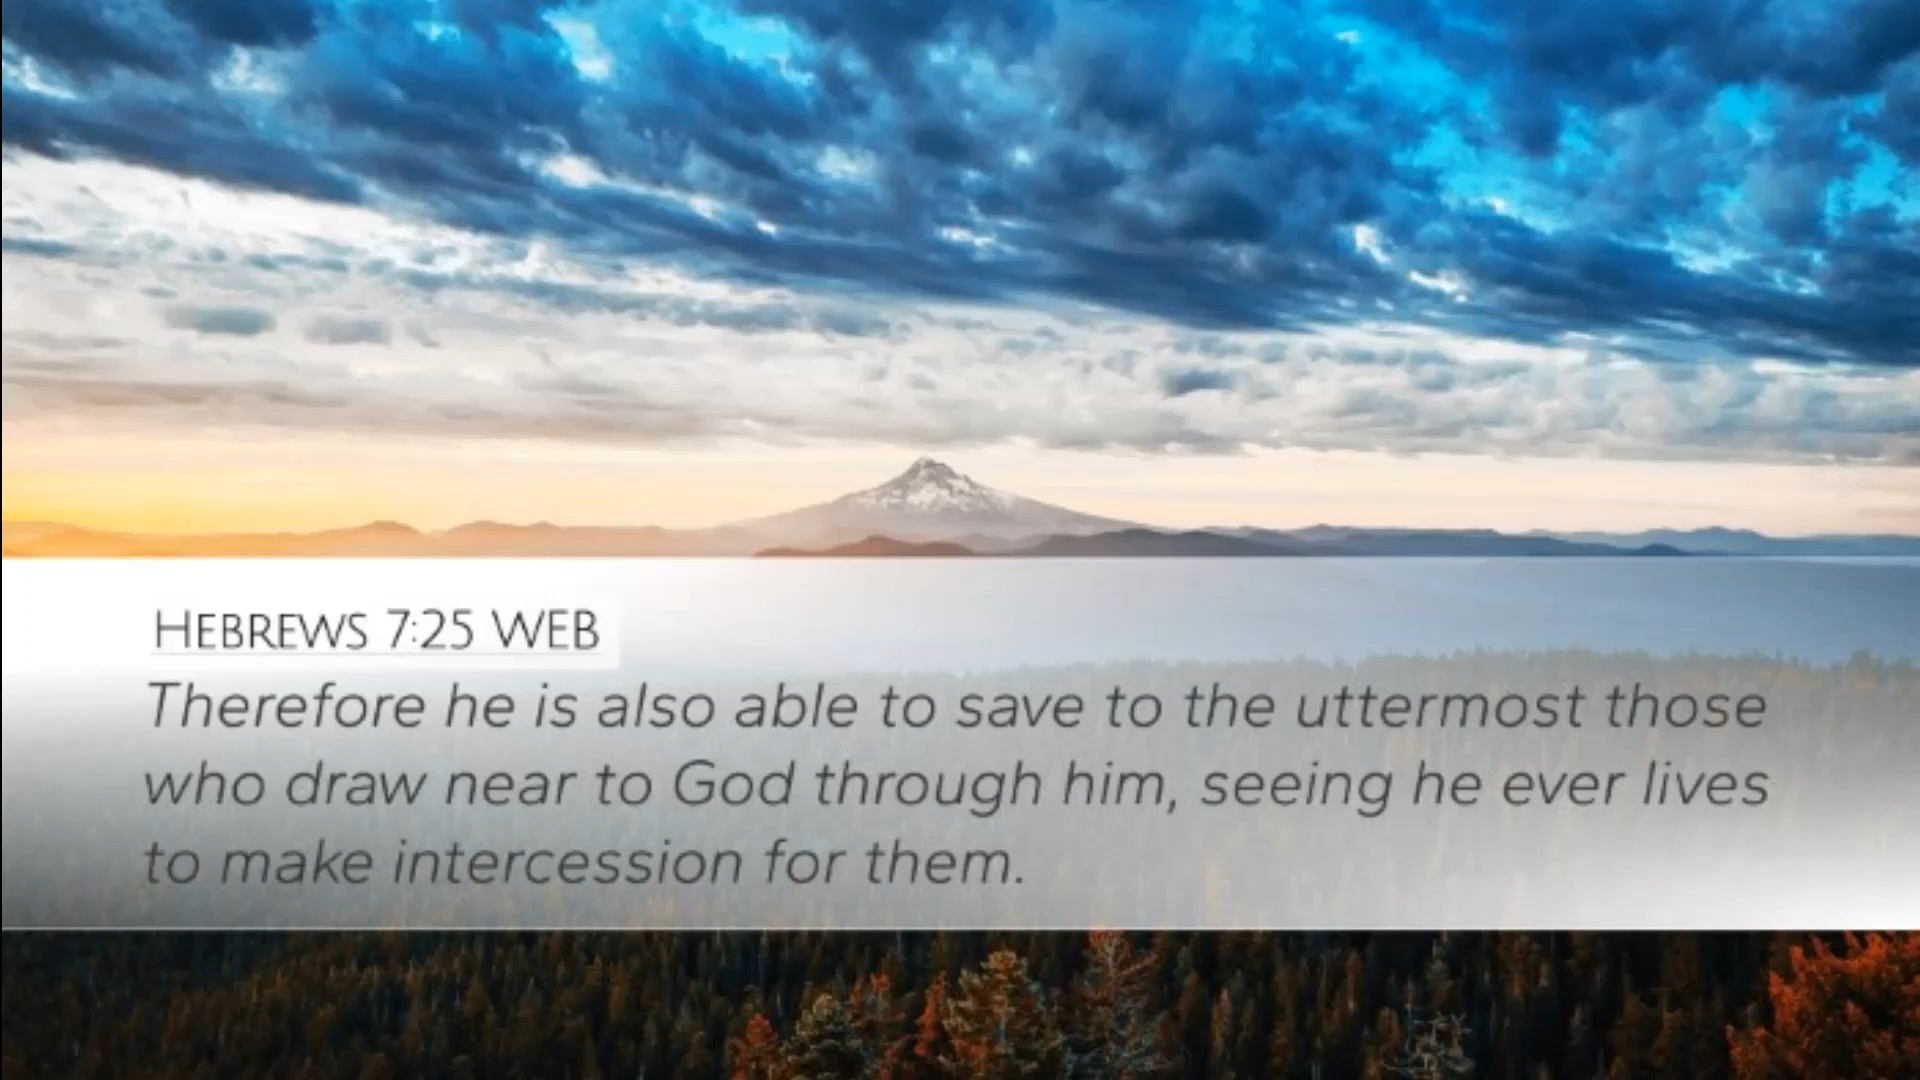 HEBREWS 7:25 WEB
Therefore he is also able to save to the uttermost those
who draw near to God through him, seeing he ever lives
to make intercession for them.